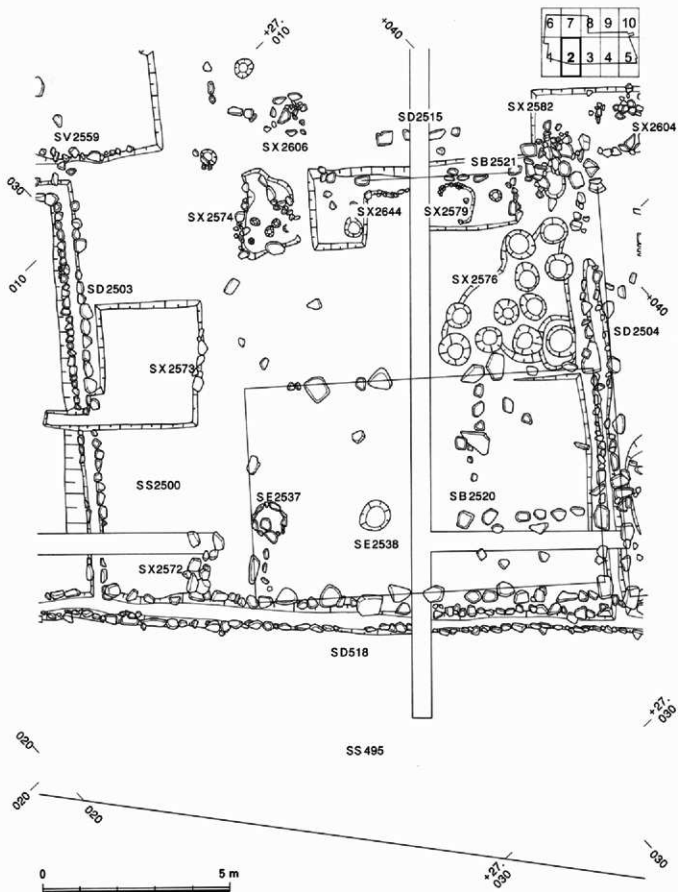 6 7 8 9 10
1 2 3 4 5
+27.
010
+040
SX2582
SX2604
SD2515
SV2559
SX2606
SB2521
030
SX2574
SX2644
SX2579
010
SX2576
SD2503
+040
SD2504
SX2573
SS2500
SE2537
SB2520
SE2538
SX2572
SD518
+27.
030
020
SS495
020
020
+27.
030
030
0 5 m